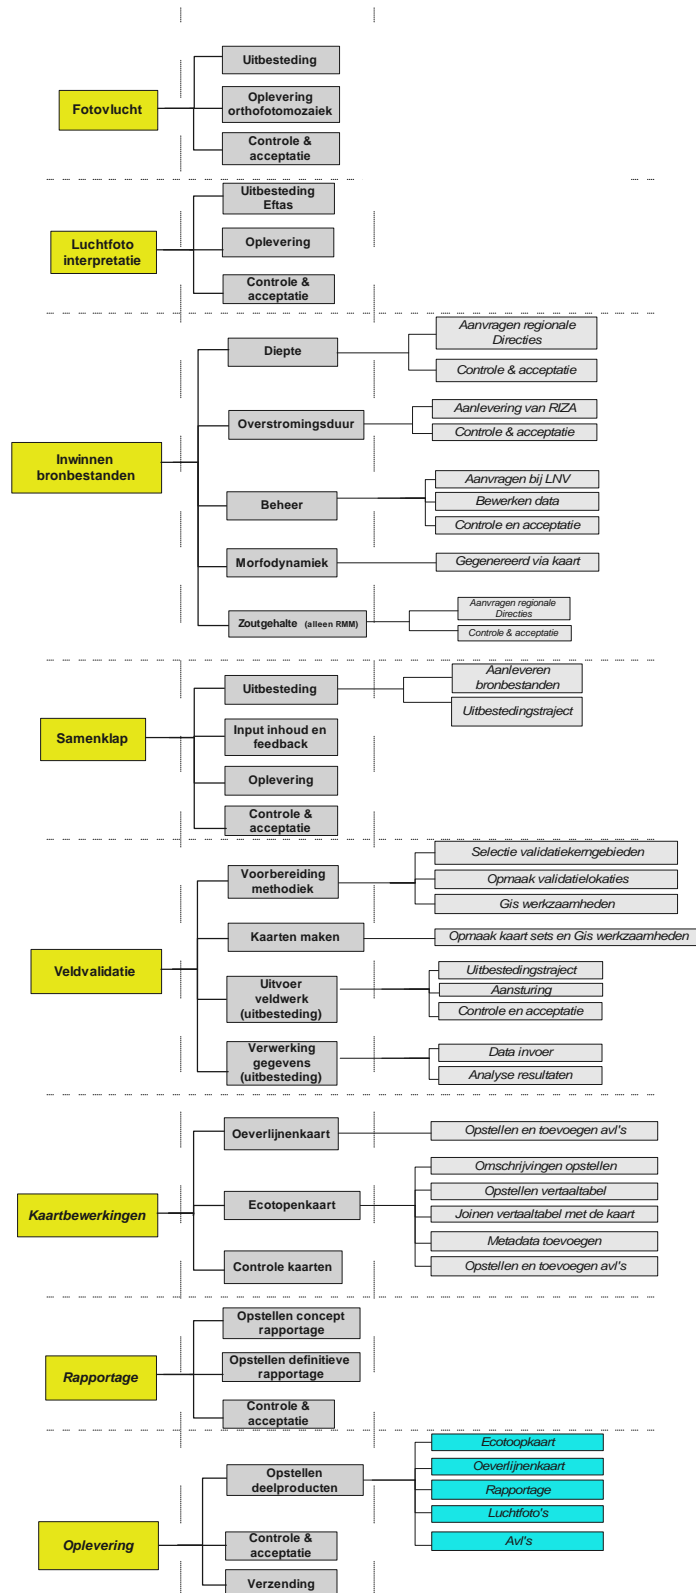 Fotovlucht
Uitbesteding
Oplevering
orthofotomozaiek
Controle &
acceptatie
Luchtfoto
interpretatie
Uitbesteding
Eftas
Oplevering
Controle &
acceptatie
Inwinnen
bronbestanden
Diepte
Aanvragen regionale
Directies
Controle & acceptatie
Overstromingsduur
Aanlevering van RIZA
Controle & acceptatie
Beheer
Aanvragen bij LNV
Bewerken data
Controle en acceptatie
Morfodynamiek
Gegenereerd via kaart
Zoutgehalte (alleen RMM)
Aanvragen regionale
Directies
Controle & acceptatie
Samenklap
Uitbesteding
Aanleveren
bronbestanden
Uitbestedingstraject
Input inhoud en
feedback
Oplevering
Controle &
acceptatie
Veldvalidatie
Voorbereiding
methodiek
Selectie validatiekerngebieden
Opmaak validatielokaties
Gis werkzaamheden
Kaarten maken
Opmaak kaart sets en Gis werkzaamheden
Uitvoer
veldwerk
(uitbesteding)
Uitbestedingstraject
Aansturing
Controle en acceptatie
Verwerking
gegevens
(uitbesteding)
Data invoer
Analyse resultaten
Kaartbewerkingen
Oeverlijnenkaart
Opstellen en toevoegen avl's
Ecotopenkaart
Omschrijvingen opstellen
Opstellen vertaaltabel
Joinen vertaaltabel met de kaart
Metadata toevoegen
Opstellen en toevoegen avl's
Controle kaarten
Rapportage
Opstellen concept
rapportage
Opstellen definitieve
rapportage
Controle &
acceptatie
Oplevering
Opstellen
deelproducten
Ecotoopkaart
Oeverlijnenkaart
Rapportage
Luchtfoto's
Avl's
Controle &
acceptatie
Verzending